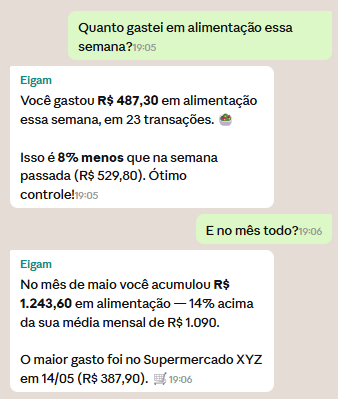 Quanto gastei em alimentação essa
semana?19:05
Eigam
Você gastou R$ 487,30 em alimentação
essa semana, em 23 transações. 🥗
Isso é 8% menos que na semana
passada (R$ 529,80). Ótimo
controle!19:05
E no mês todo?19:06
Eigam
No mês de maio você acumulou R$
1.243,60 em alimentação — 14% acima
da sua média mensal de R$ 1.090.
O maior gasto foi no Supermercado XYZ
em 14/05 (R$ 387,90). 🛒 19:06